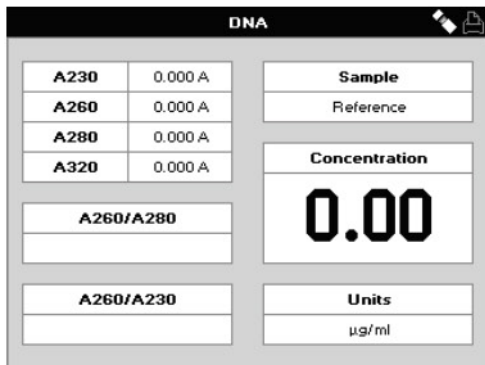 DNA
A230 0.000 A
A260 0.000 A
A280 0.000 A
A320 0.000 A
A260/A280
A260/A230
Sample
Reference
Concentration
0.00
Units
µg/ml